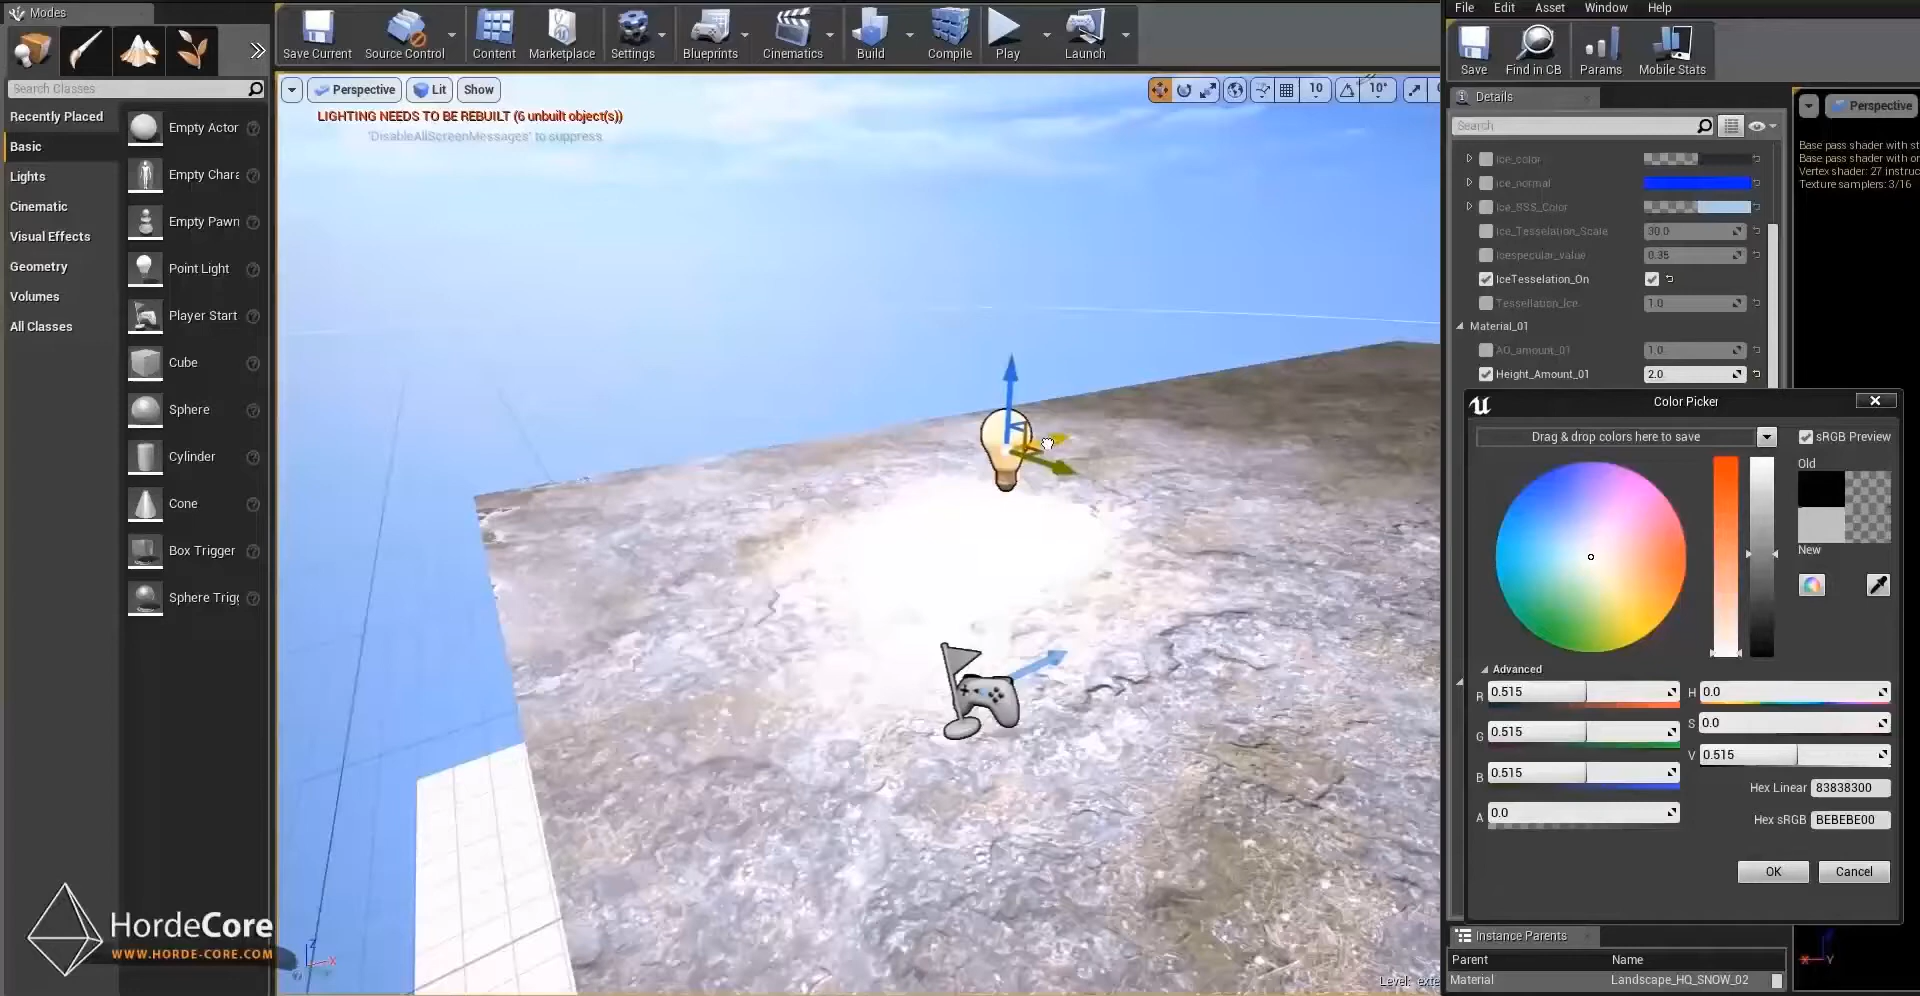 Modes
Save Current
Source Control
Content
Marketplace
Settings
Blueprints
Cinematics
Build
Compile
Play
Launch
File Edit Asset Window Help
Save
Find in CB
Params
Mobile Stats
Search Classes
Recently Placed
Basic
Lights
Cinematic
Visual Effects
Geometry
Volumes
All Classes
Empty Actor
Empty Chara
Empty Pawn
Point Light
Player Start
Cube
Sphere
Cylinder
Cone
Box Trigger
Sphere Trigg
Perspective
Lit
Show
10
10°
LIGHTING NEEDS TO BE REBUILT (6 unbuilt object(s))
'DisableAllScreenMessages' to suppress
Level: exte
Details
Search
Ice_color
Ice_normal
Ice_SSS_Color
Ice_Tesselation_Scale 30.0
Icespecular_value 0.35
IceTesselation_On
Tessellation_Ice 1.0
Material_01
AO_amount_01 1.0
Height_Amount_01 2.0
Perspective
Base pass shader with st
Base pass shader with or
Vertex shader: 27 instruc
Texture samplers: 3/16
Color Picker
Drag & drop colors here to save
sRGB Preview
Old
New
Advanced
R 0.515
G 0.515
B 0.515
A 0.0
H 0.0
S 0.0
V 0.515
Hex Linear 83838300
Hex sRGB BEBEBE00
OK
Cancel
Instance Parents
Parent Name
Material Landscape_HQ_SNOW_02
HordeCore
WWW.HORDE-CORE.COM
Z
X
Y